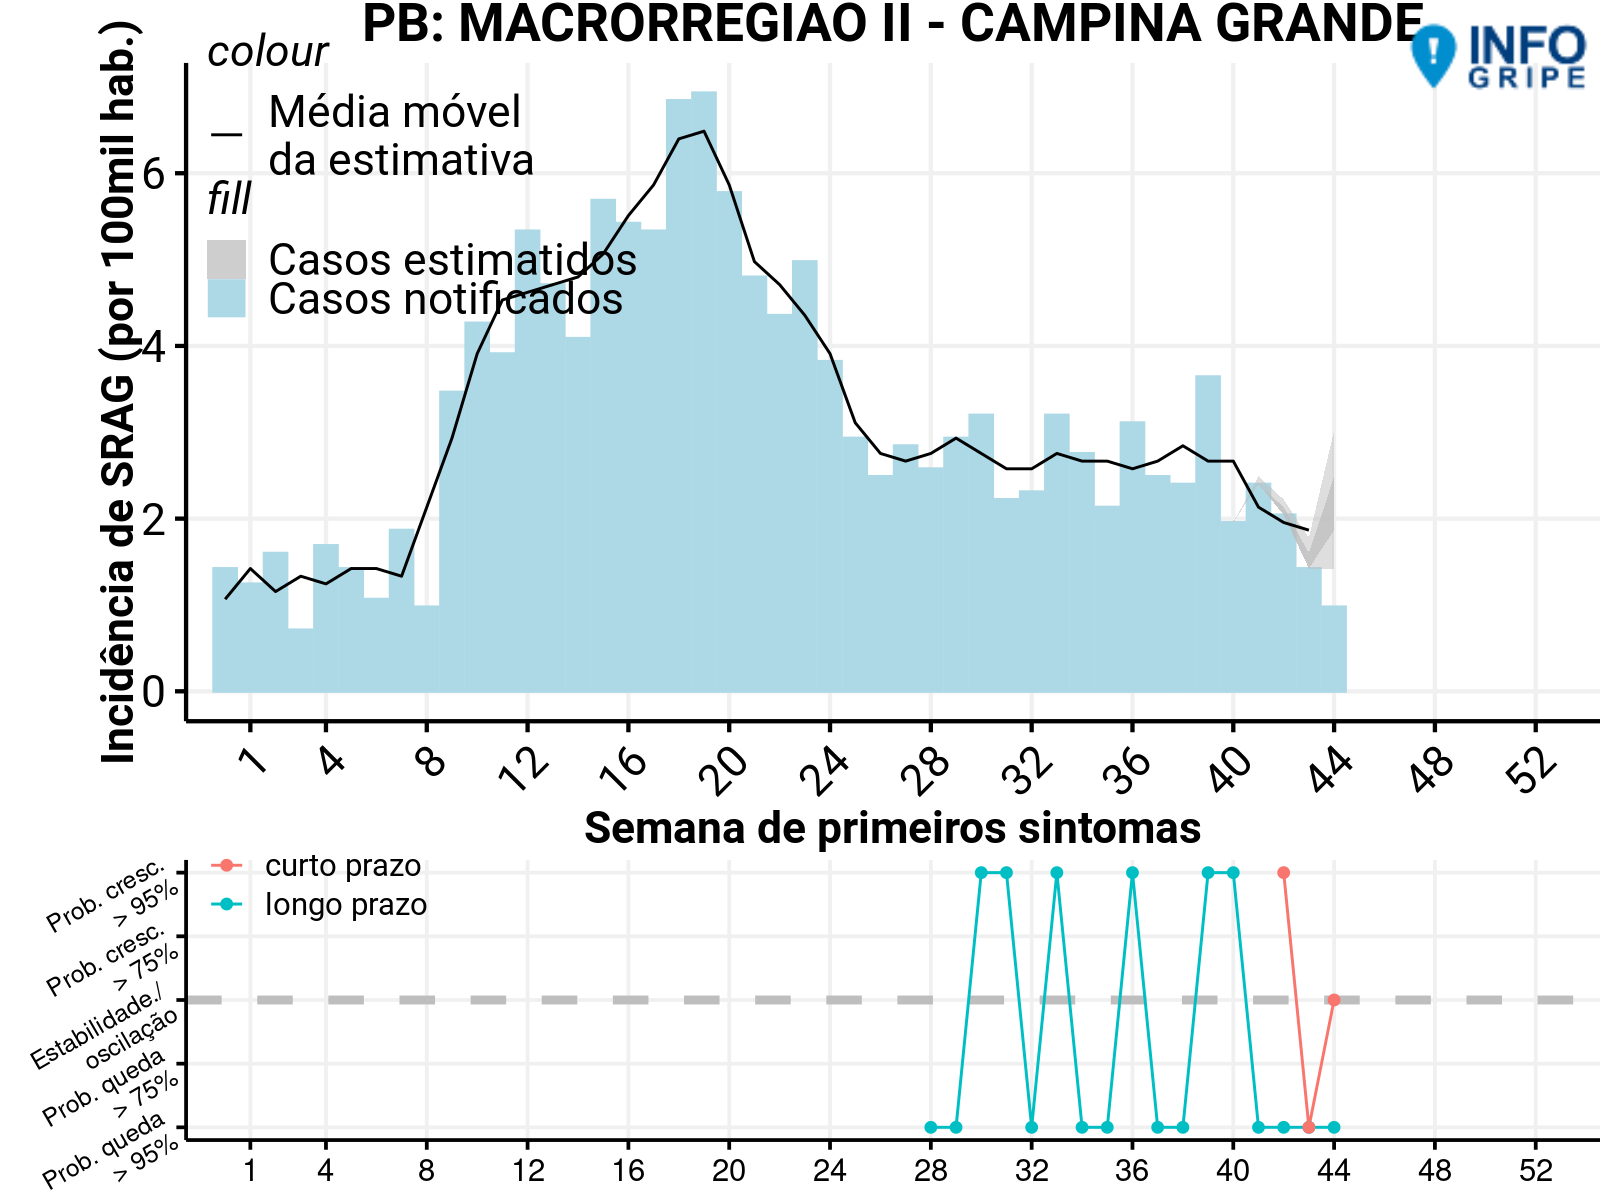 PB: MACRORREGIAO II - CAMPINA GRANDE
INFO
GRIPE
colour
Média móvel
da estimativa
fill
Casos estimatidos
Casos notificados
Incidência de SRAG (por 100mil hab.)
6
4
2
0
1 4 8 12 16 20 24 28 32 36 40 44 48 52
Semana de primeiros sintomas
curto prazo
longo prazo
Prob. cresc.
> 95%
Prob. cresc.
> 75%
Estabilidade./
oscilação
Prob. queda
> 75%
Prob. queda
> 95%
1 4 8 12 16 20 24 28 32 36 40 44 48 52